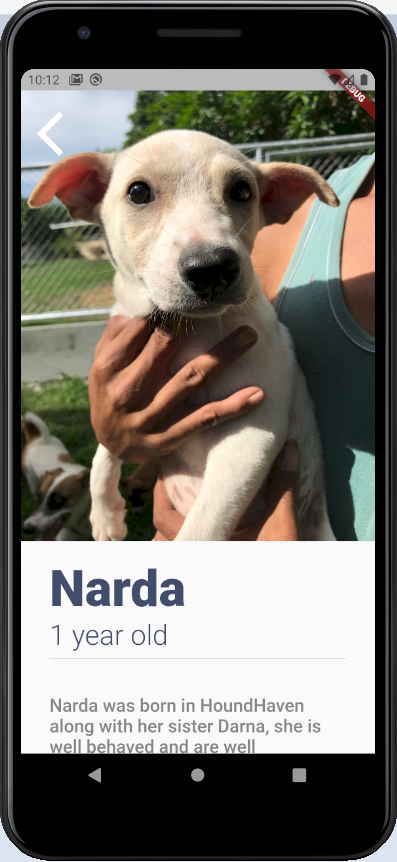 10:12
DEBUG
Narda
1 year old
Narda was born in HoundHaven
along with her sister Darna, she is
well behaved and are well